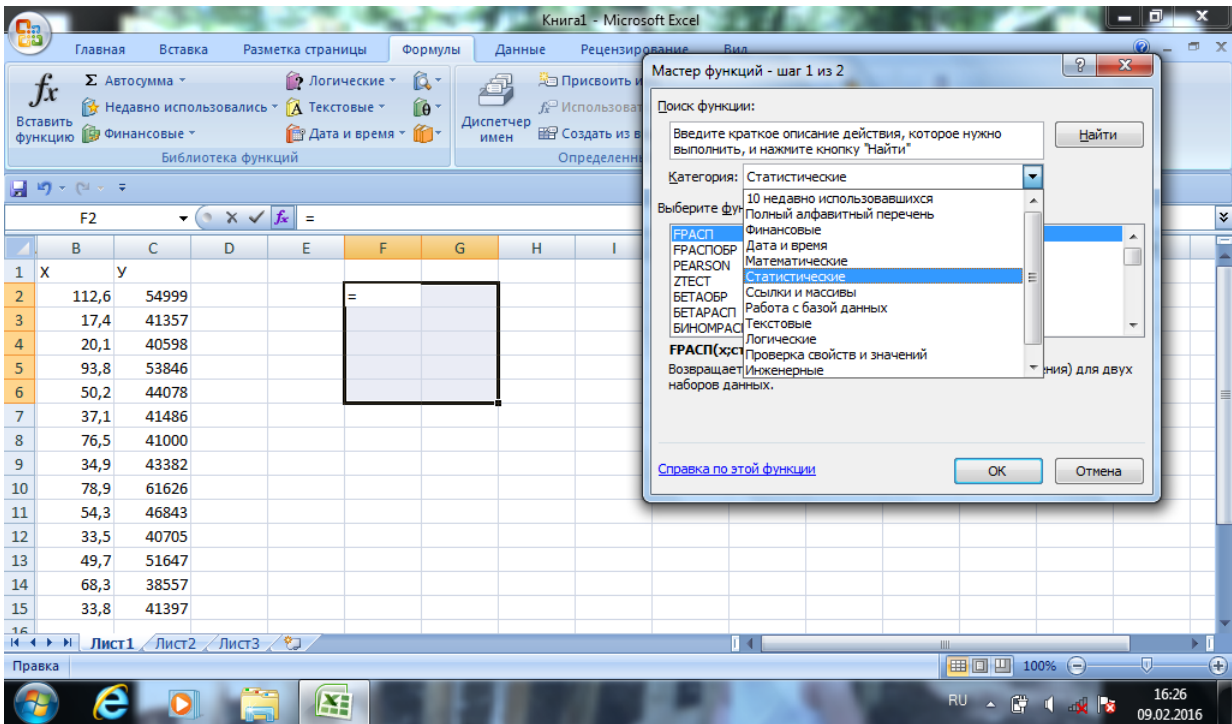 Книга1 - Microsoft Excel
Главная Вставка Разметка страницы Формулы Данные Рецензирование Вид
fx
Вставить функцию
Σ Автосумма
Недавно использовались
Финансовые
Логические
Текстовые
Дата и время
Библиотека функций
Диспетчер имен
Присвоить и
Использоват
Создать из в
Определенн
F2 fx =
B C D E F G H I
1 X У
2 112,6 54999 =
3 17,4 41357
4 20,1 40598
5 93,8 53846
6 50,2 44078
7 37,1 41486
8 76,5 41000
9 34,9 43382
10 78,9 61626
11 54,3 46843
12 33,5 40705
13 49,7 51647
14 68,3 38557
15 33,8 41397
16
Мастер функций - шаг 1 из 2
Поиск функции:
Введите краткое описание действия, которое нужно
выполнить, и нажмите кнопку "Найти"
Найти
Категория: Статистические
10 недавно использовавшихся
Полный алфавитный перечень
Финансовые
Дата и время
Математические
Статистические
Ссылки и массивы
Работа с базой данных
Текстовые
Логические
Проверка свойств и значений
Инженерные
Выберите фун
FРАСП
FРАСПОБР
PEARSON
ZТЕСТ
БЕТАОБР
БЕТАРАСП
БИНОМРАС
FРАСП(x;ст
Возвращает ения) для двух
наборов данных.
Справка по этой функции
ОК Отмена
Лист1 Лист2 Лист3
Правка 100%
RU 16:26
09.02.2016